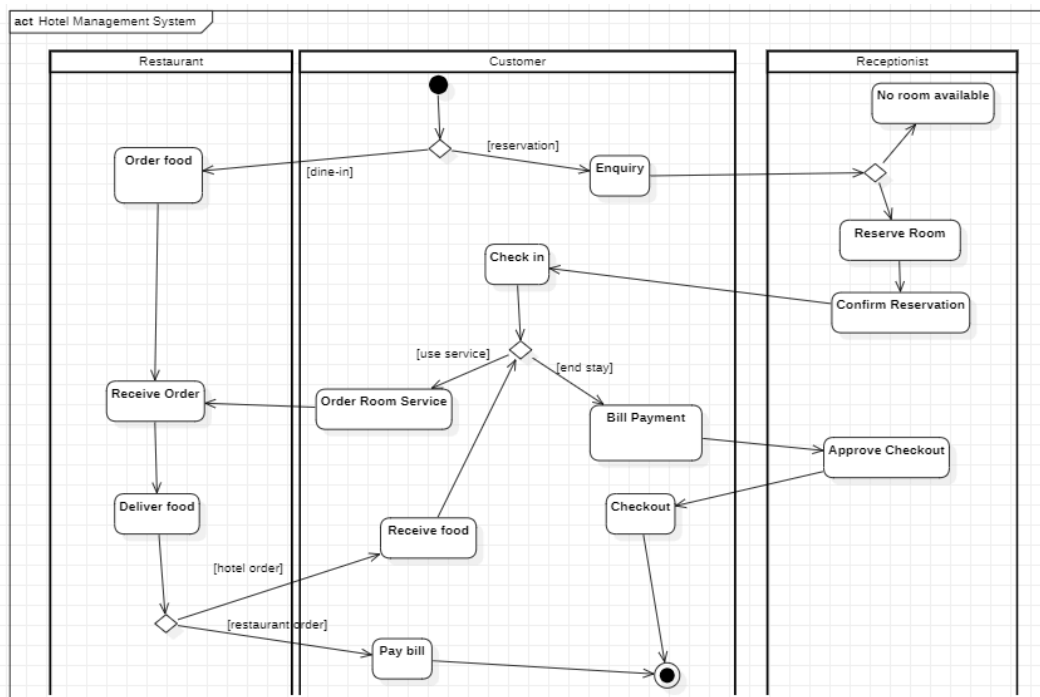 act Hotel Management System
Restaurant
Customer
Receptionist
No room available
[reservation]
Order food
[dine-in]
Enquiry
Reserve Room
Check in
Confirm Reservation
[use service]
[end stay]
Receive Order
Order Room Service
Bill Payment
Approve Checkout
Deliver food
Checkout
Receive food
[hotel order]
[restaurant order]
Pay bill